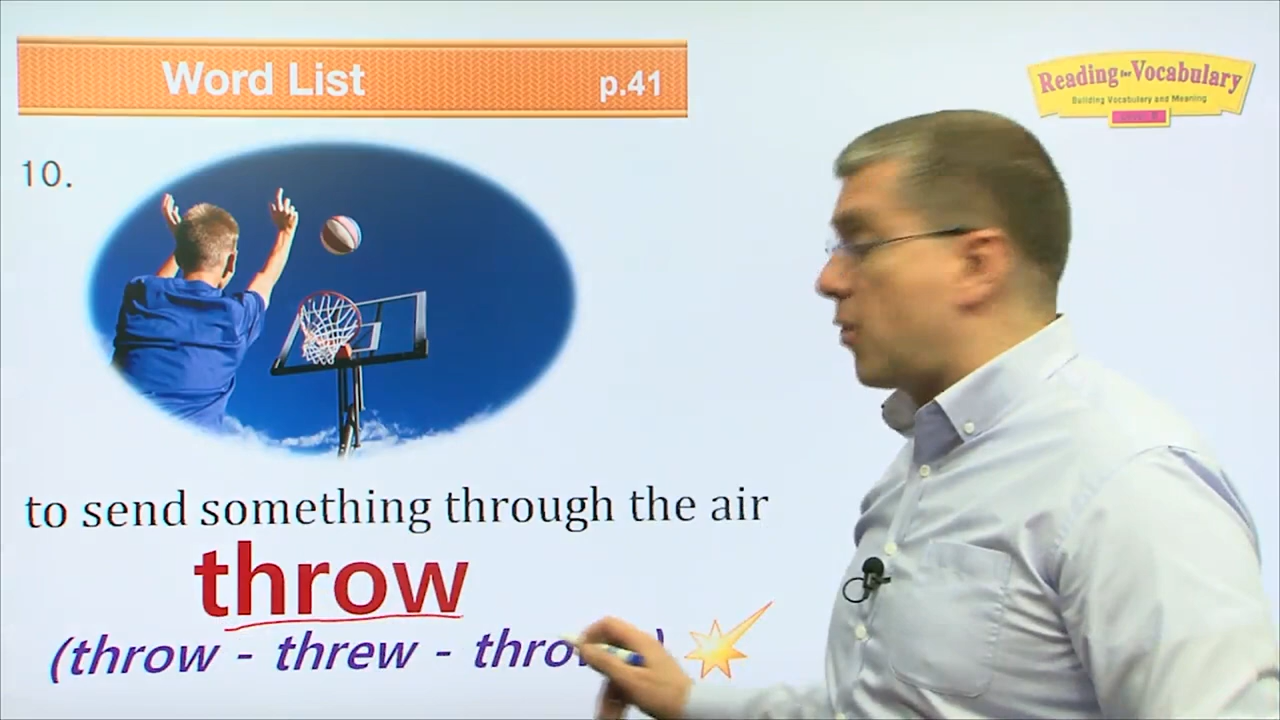 Word List p.41
Reading for Vocabulary
Building Vocabulary and Meaning
10.
to send something through the air
throw
(throw - threw -